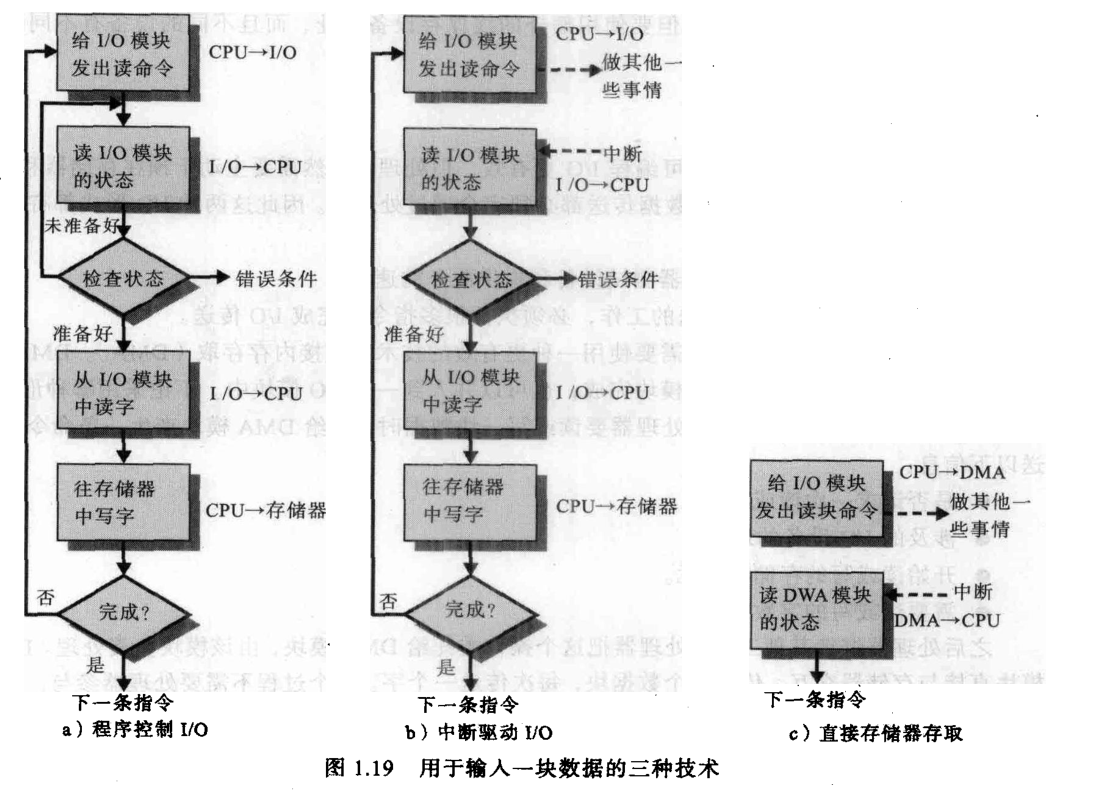 给 I/O 模块
发出读命令
CPU→I/O
读 I/O 模块
的状态
I/O→CPU
未准备好
检查状态
错误条件
准备好
从 I/O 模块
中读字
I/O→CPU
往存储器
中写字
CPU→存储器
否
完成?
是
下一条指令
a）程序控制 I/O
给 I/O 模块
发出读命令
CPU→I/O
做其他一
些事情
读 I/O 模块
的状态
中断
I/O→CPU
检查状态
错误条件
准备好
从 I/O 模块
中读字
I/O→CPU
往存储器
中写字
CPU→存储器
否
完成?
是
下一条指令
b）中断驱动 I/O
给 I/O 模块
发出读块命令
CPU→DMA
做其他一
些事情
读 DWA 模块
的状态
中断
DMA→CPU
下一条指令
c）直接存储器存取
图 1.19 用于输入一块数据的三种技术